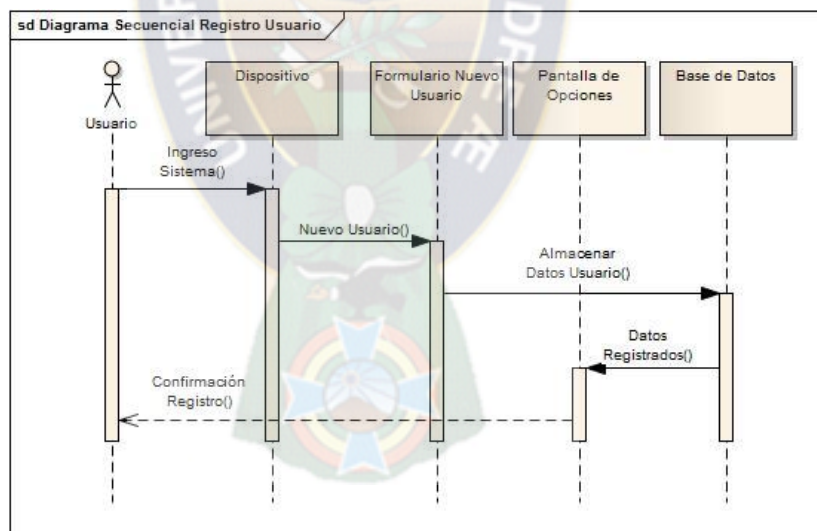 sd Diagrama Secuencial Registro Usuario
Usuario
Dispositivo
Formulario Nuevo
Usuario
Pantalla de
Opciones
Base de Datos
Ingreso
Sistema()
Nuevo Usuario()
Almacenar
Datos Usuario()
Datos
Registrados()
Confirmación
Registro()